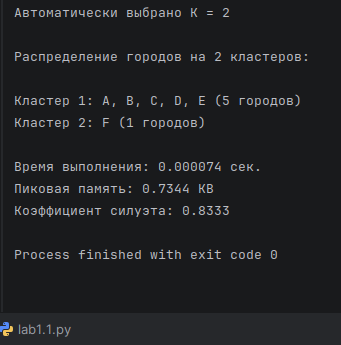 Автоматически выбрано K = 2
Распределение городов на 2 кластеров:
Кластер 1: A, B, C, D, E (5 городов)
Кластер 2: F (1 городов)
Время выполнения: 0.000074 сек.
Пиковая память: 0.7344 KB
Коэффициент силуэта: 0.8333
Process finished with exit code 0
lab1.1.py